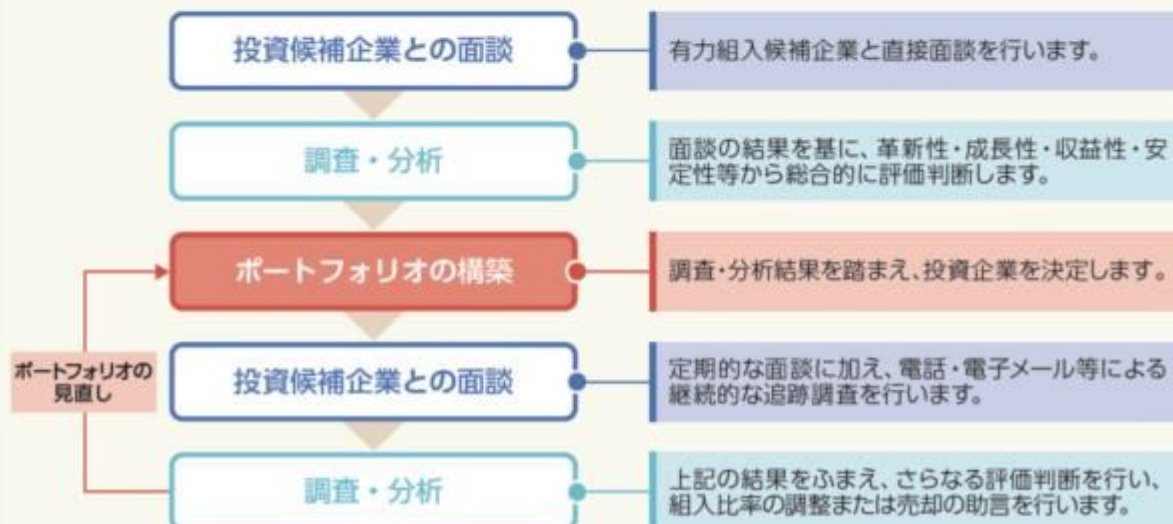 投資候補企業との面談
有力組入候補企業と直接面談を行います。
調査・分析
面談の結果を基に、革新性・成長性・収益性・安
定性等から総合的に評価判断します。
ポートフォリオの構築
調査・分析結果を踏まえ、投資企業を決定します。
ポートフォリオの
見直し
投資候補企業との面談
定期的な面談に加え、電話・電子メール等による
継続的な追跡調査を行います。
調査・分析
上記の結果をふまえ、さらなる評価判断を行い、
組入比率の調整または売却の助言を行います。